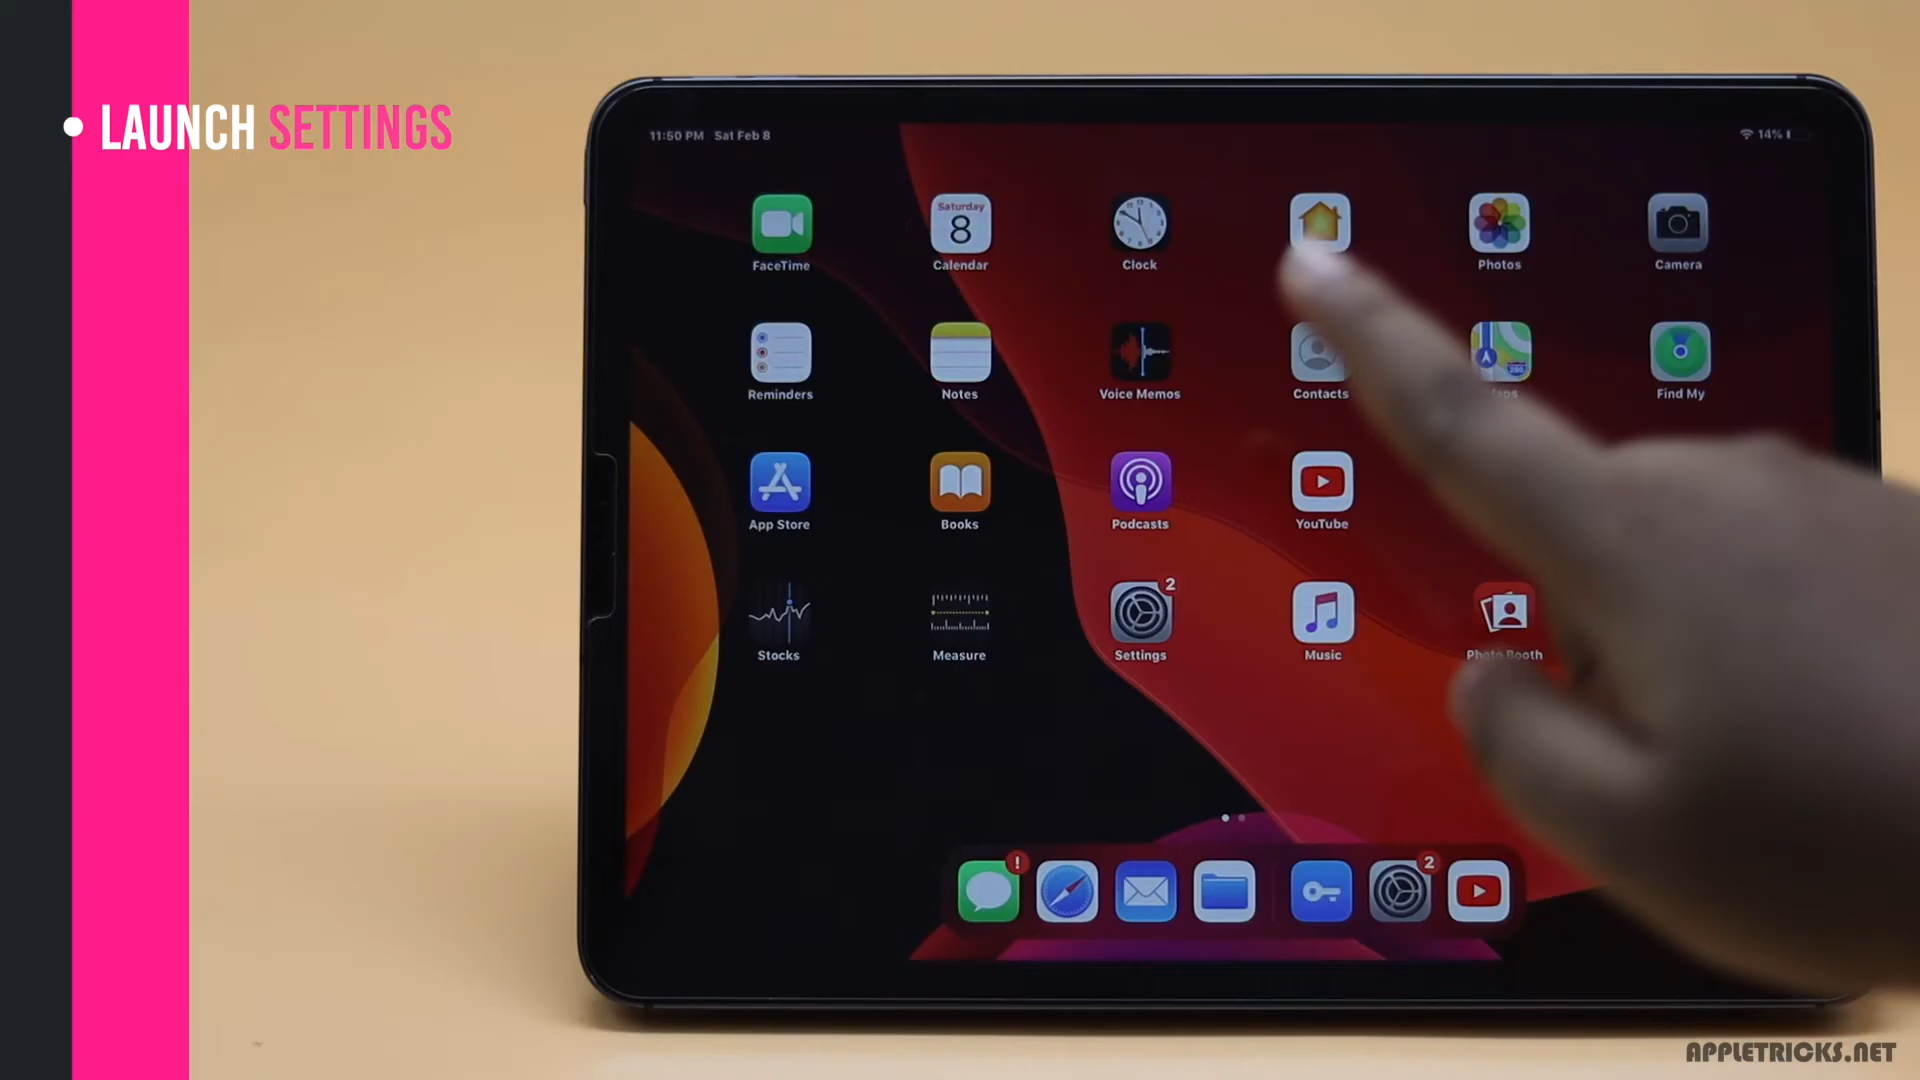 • LAUNCH SETTINGS
11:50 PM Sat Feb 8
14%
FaceTime
Saturday
8
Calendar
Clock
Photos
Camera
Reminders
Notes
Voice Memos
Contacts
280
Find My
App Store
Books
Podcasts
YouTube
Stocks
Measure
2
Settings
Music
Photo Booth
!
2
APPLETRICKS.NET